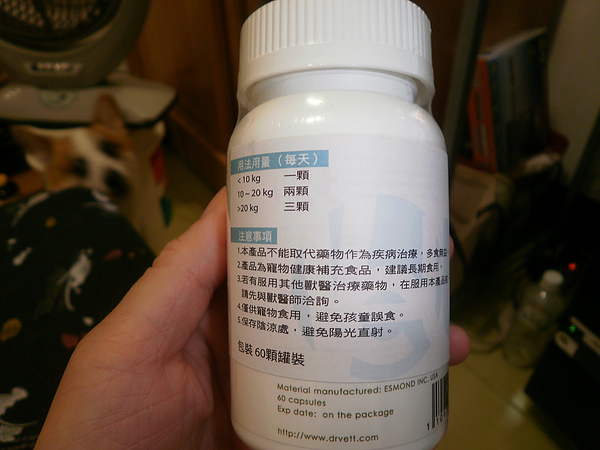 用法用量（每天）
<10 kg 一顆
10~20 kg 兩顆
>20 kg 三顆
注意事項
1.本產品不能取代藥物作為疾病治療，多食無益
2.產品為寵物健康補充食品，建議長期食用。
3.若有服用其他獸醫治療藥物，在服用本產品
請先與獸醫師洽詢。
4.僅供寵物食用，避免孩童誤食。
5.保存陰涼處，避免陽光直射。
包裝 60顆罐裝
Material manufactured: ESMOND INC. USA
60 capsules
Exp date: on the package
http://www.drvett.com